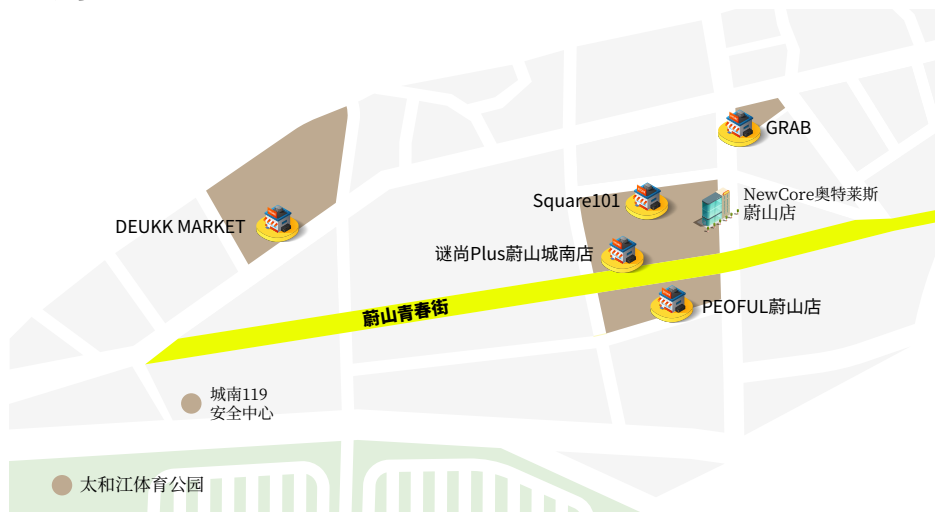 GRAB
NewCore奥特莱斯
蔚山店
Square101
DEUKK MARKET
谜尚Plus蔚山城南店
PEOFUL蔚山店
蔚山青春街
城南119
安全中心
太和江体育公园